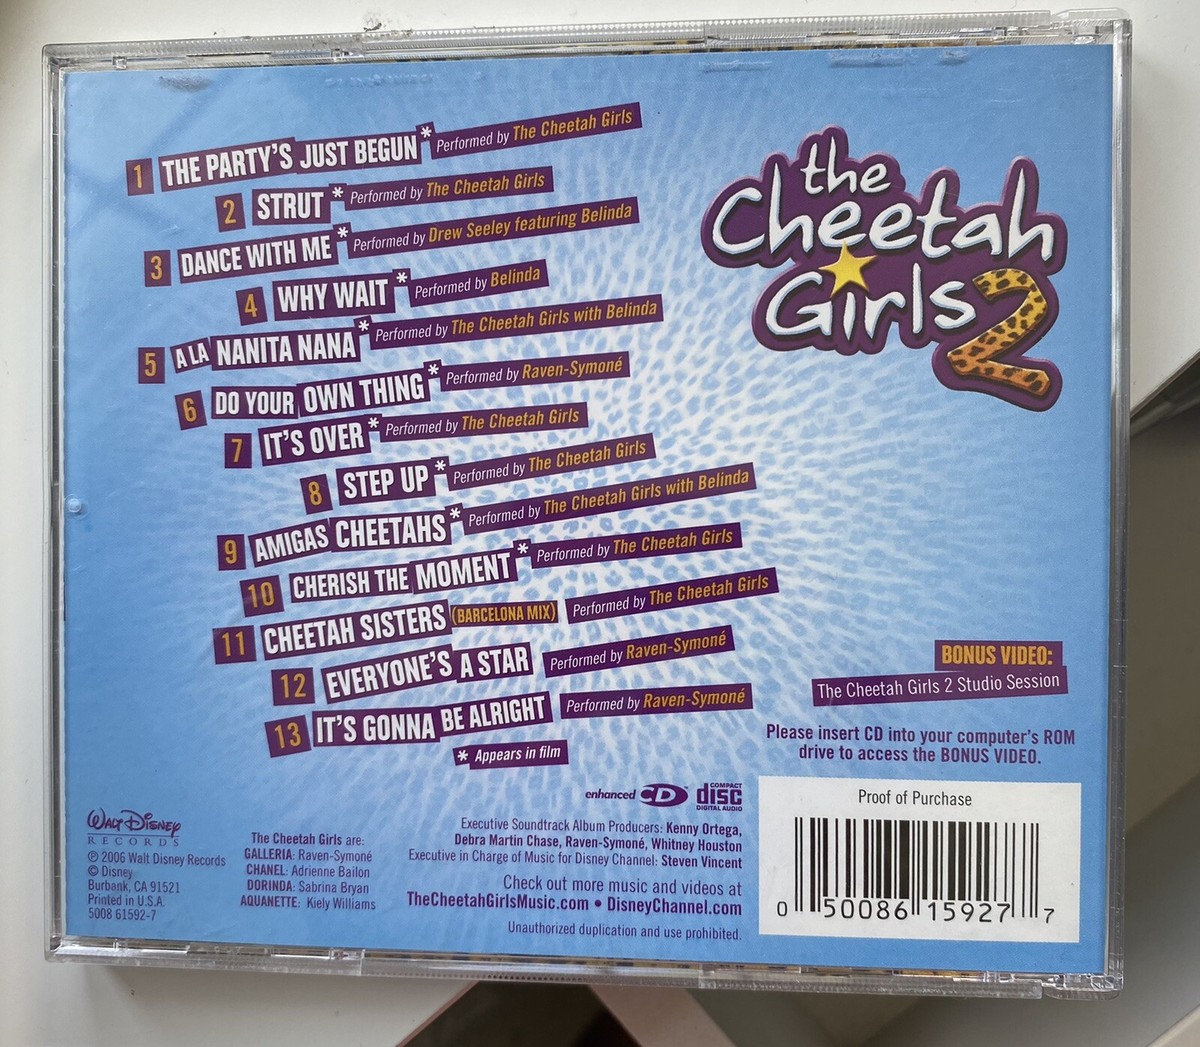 1 THE PARTY'S JUST BEGUN* Performed by The Cheetah Girls
2 STRUT* Performed by The Cheetah Girls
3 DANCE WITH ME* Performed by Drew Seeley featuring Belinda
4 WHY WAIT* Performed by Belinda
5 A LA NANITA NANA* Performed by The Cheetah Girls with Belinda
6 DO YOUR OWN THING* Performed by Raven-Symoné
7 IT'S OVER* Performed by The Cheetah Girls
8 STEP UP* Performed by The Cheetah Girls
9 AMIGAS CHEETAHS* Performed by The Cheetah Girls with Belinda
10 CHERISH THE MOMENT* Performed by The Cheetah Girls
11 CHEETAH SISTERS (BARCELONA MIX) Performed by The Cheetah Girls
12 EVERYONE'S A STAR Performed by Raven-Symoné
13 IT'S GONNA BE ALRIGHT Performed by Raven-Symoné
* Appears in film
the
Cheetah
Girls 2
BONUS VIDEO:
The Cheetah Girls 2 Studio Session
Please insert CD into your computer's ROM
drive to access the BONUS VIDEO.
Walt Disney
RECORDS
℗ 2006 Walt Disney Records
© Disney
Burbank, CA 91521
Printed in U.S.A.
5008 61592-7
The Cheetah Girls are:
GALLERIA: Raven-Symoné
CHANEL: Adrienne Bailon
DORINDA: Sabrina Bryan
AQUANETTE: Kiely Williams
enhanced CD
COMPACT
disc
DIGITAL AUDIO
Executive Soundtrack Album Producers: Kenny Ortega,
Debra Martin Chase, Raven-Symoné, Whitney Houston
Executive in Charge of Music for Disney Channel: Steven Vincent
Check out more music and videos at
TheCheetahGirlsMusic.com • DisneyChannel.com
Unauthorized duplication and use prohibited.
Proof of Purchase
0 50086 15927 7